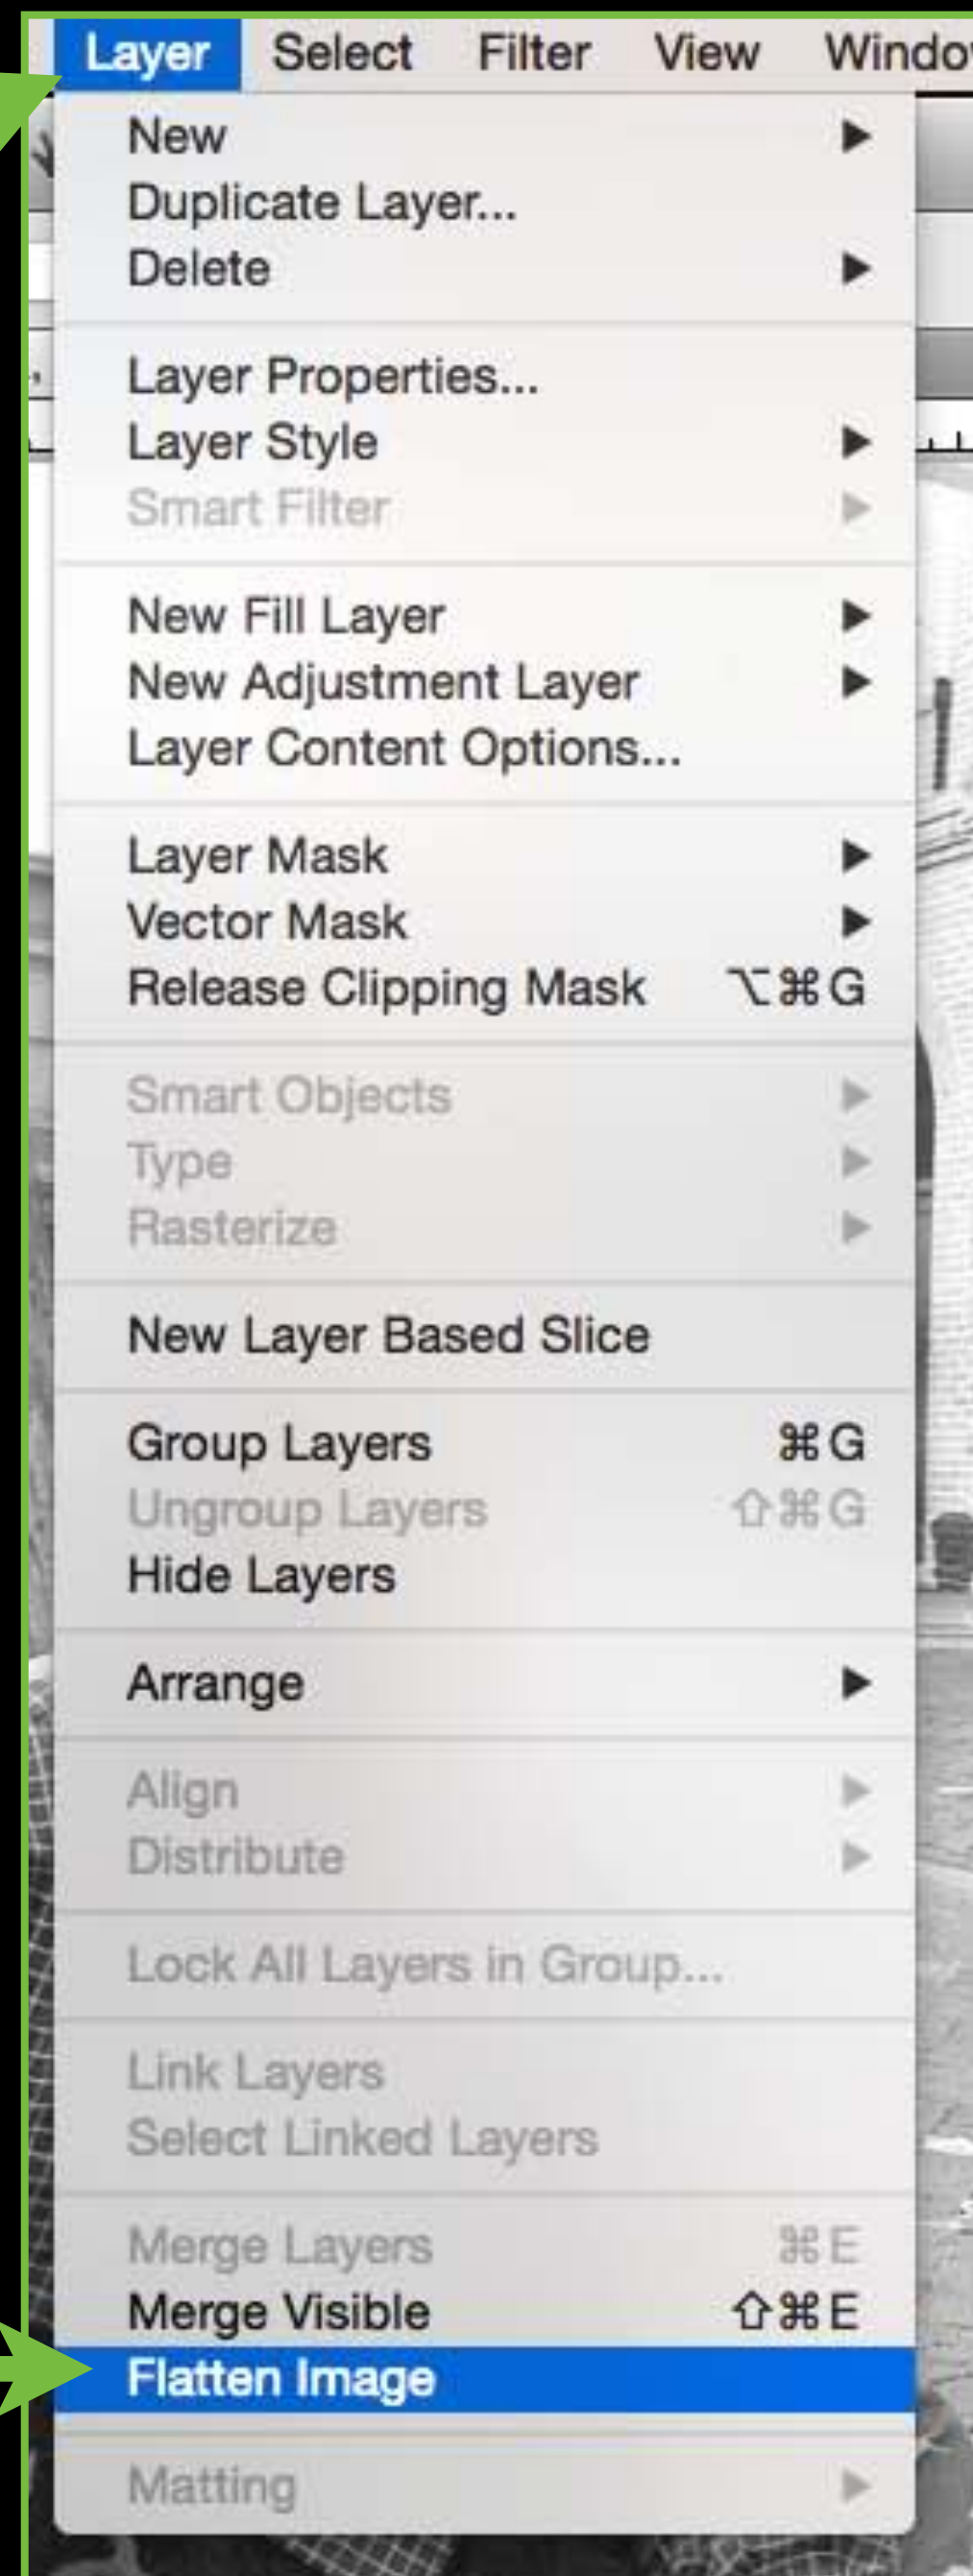 Layer Select Filter View Windo
New ▶
Duplicate Layer...
Delete ▶
Layer Properties...
Layer Style ▶
Smart Filter ▶
New Fill Layer ▶
New Adjustment Layer ▶
Layer Content Options...
Layer Mask ▶
Vector Mask ▶
Release Clipping Mask ⌥⌘G
Smart Objects ▶
Type ▶
Rasterize ▶
New Layer Based Slice
Group Layers ⌘G
Ungroup Layers ⇧⌘G
Hide Layers
Arrange ▶
Align ▶
Distribute ▶
Lock All Layers in Group...
Link Layers
Select Linked Layers
Merge Layers ⌘E
Merge Visible ⇧⌘E
Flatten Image
Matting ▶